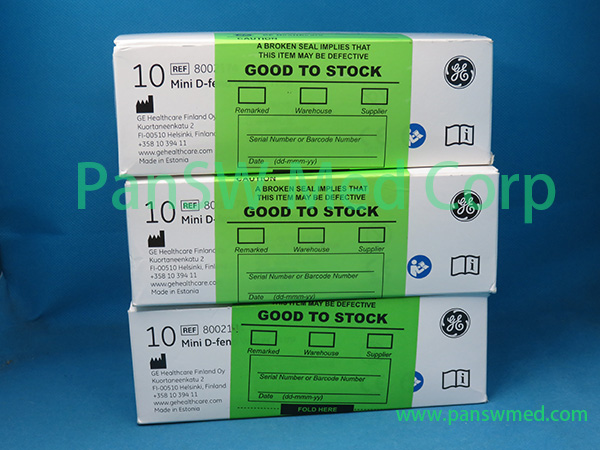 CAUTION
A BROKEN SEAL IMPLIES THAT
THIS ITEM MAY BE DEFECTIVE
GOOD TO STOCK
10 REF
Mini
Remarked Warehouse Supplier
GE Healthcare Finland Oy
Kuortaneenkatu 2
FI-00510 Helsinki, Finland
+358 10 394 11
www.gehealthcare.com
Made in Estonia
Serial Number or Barcode Number
Date (dd-mmm-yy)
GE
PanSW Med Corp
CAUTION
A BROKEN SEAL IMPLIES THAT
THIS ITEM MAY BE DEFECTIVE
GOOD TO STOCK
10 REF
Mini
Remarked Warehouse Supplier
GE Healthcare Finland Oy
Kuortaneenkatu 2
FI-00510 Helsinki, Finland
+358 10 394 11
www.gehealthcare.com
Made in Estonia
Serial Number or Barcode Number
Date (dd-mmm-yy)
GE
THIS ITEM MAY BE DEFECTIVE
GOOD TO STOCK
10 REF 80021
Mini D-fen
Remarked Warehouse Supplier
GE Healthcare Finland Oy
Kuortaneenkatu 2
FI-00510 Helsinki, Finland
+358 10 394 11
www.gehealthcare.com
Made in Estonia
Serial Number or Barcode Number
Date (dd-mmm-yy)
FOLD HERE
GE
www.panswmed.com